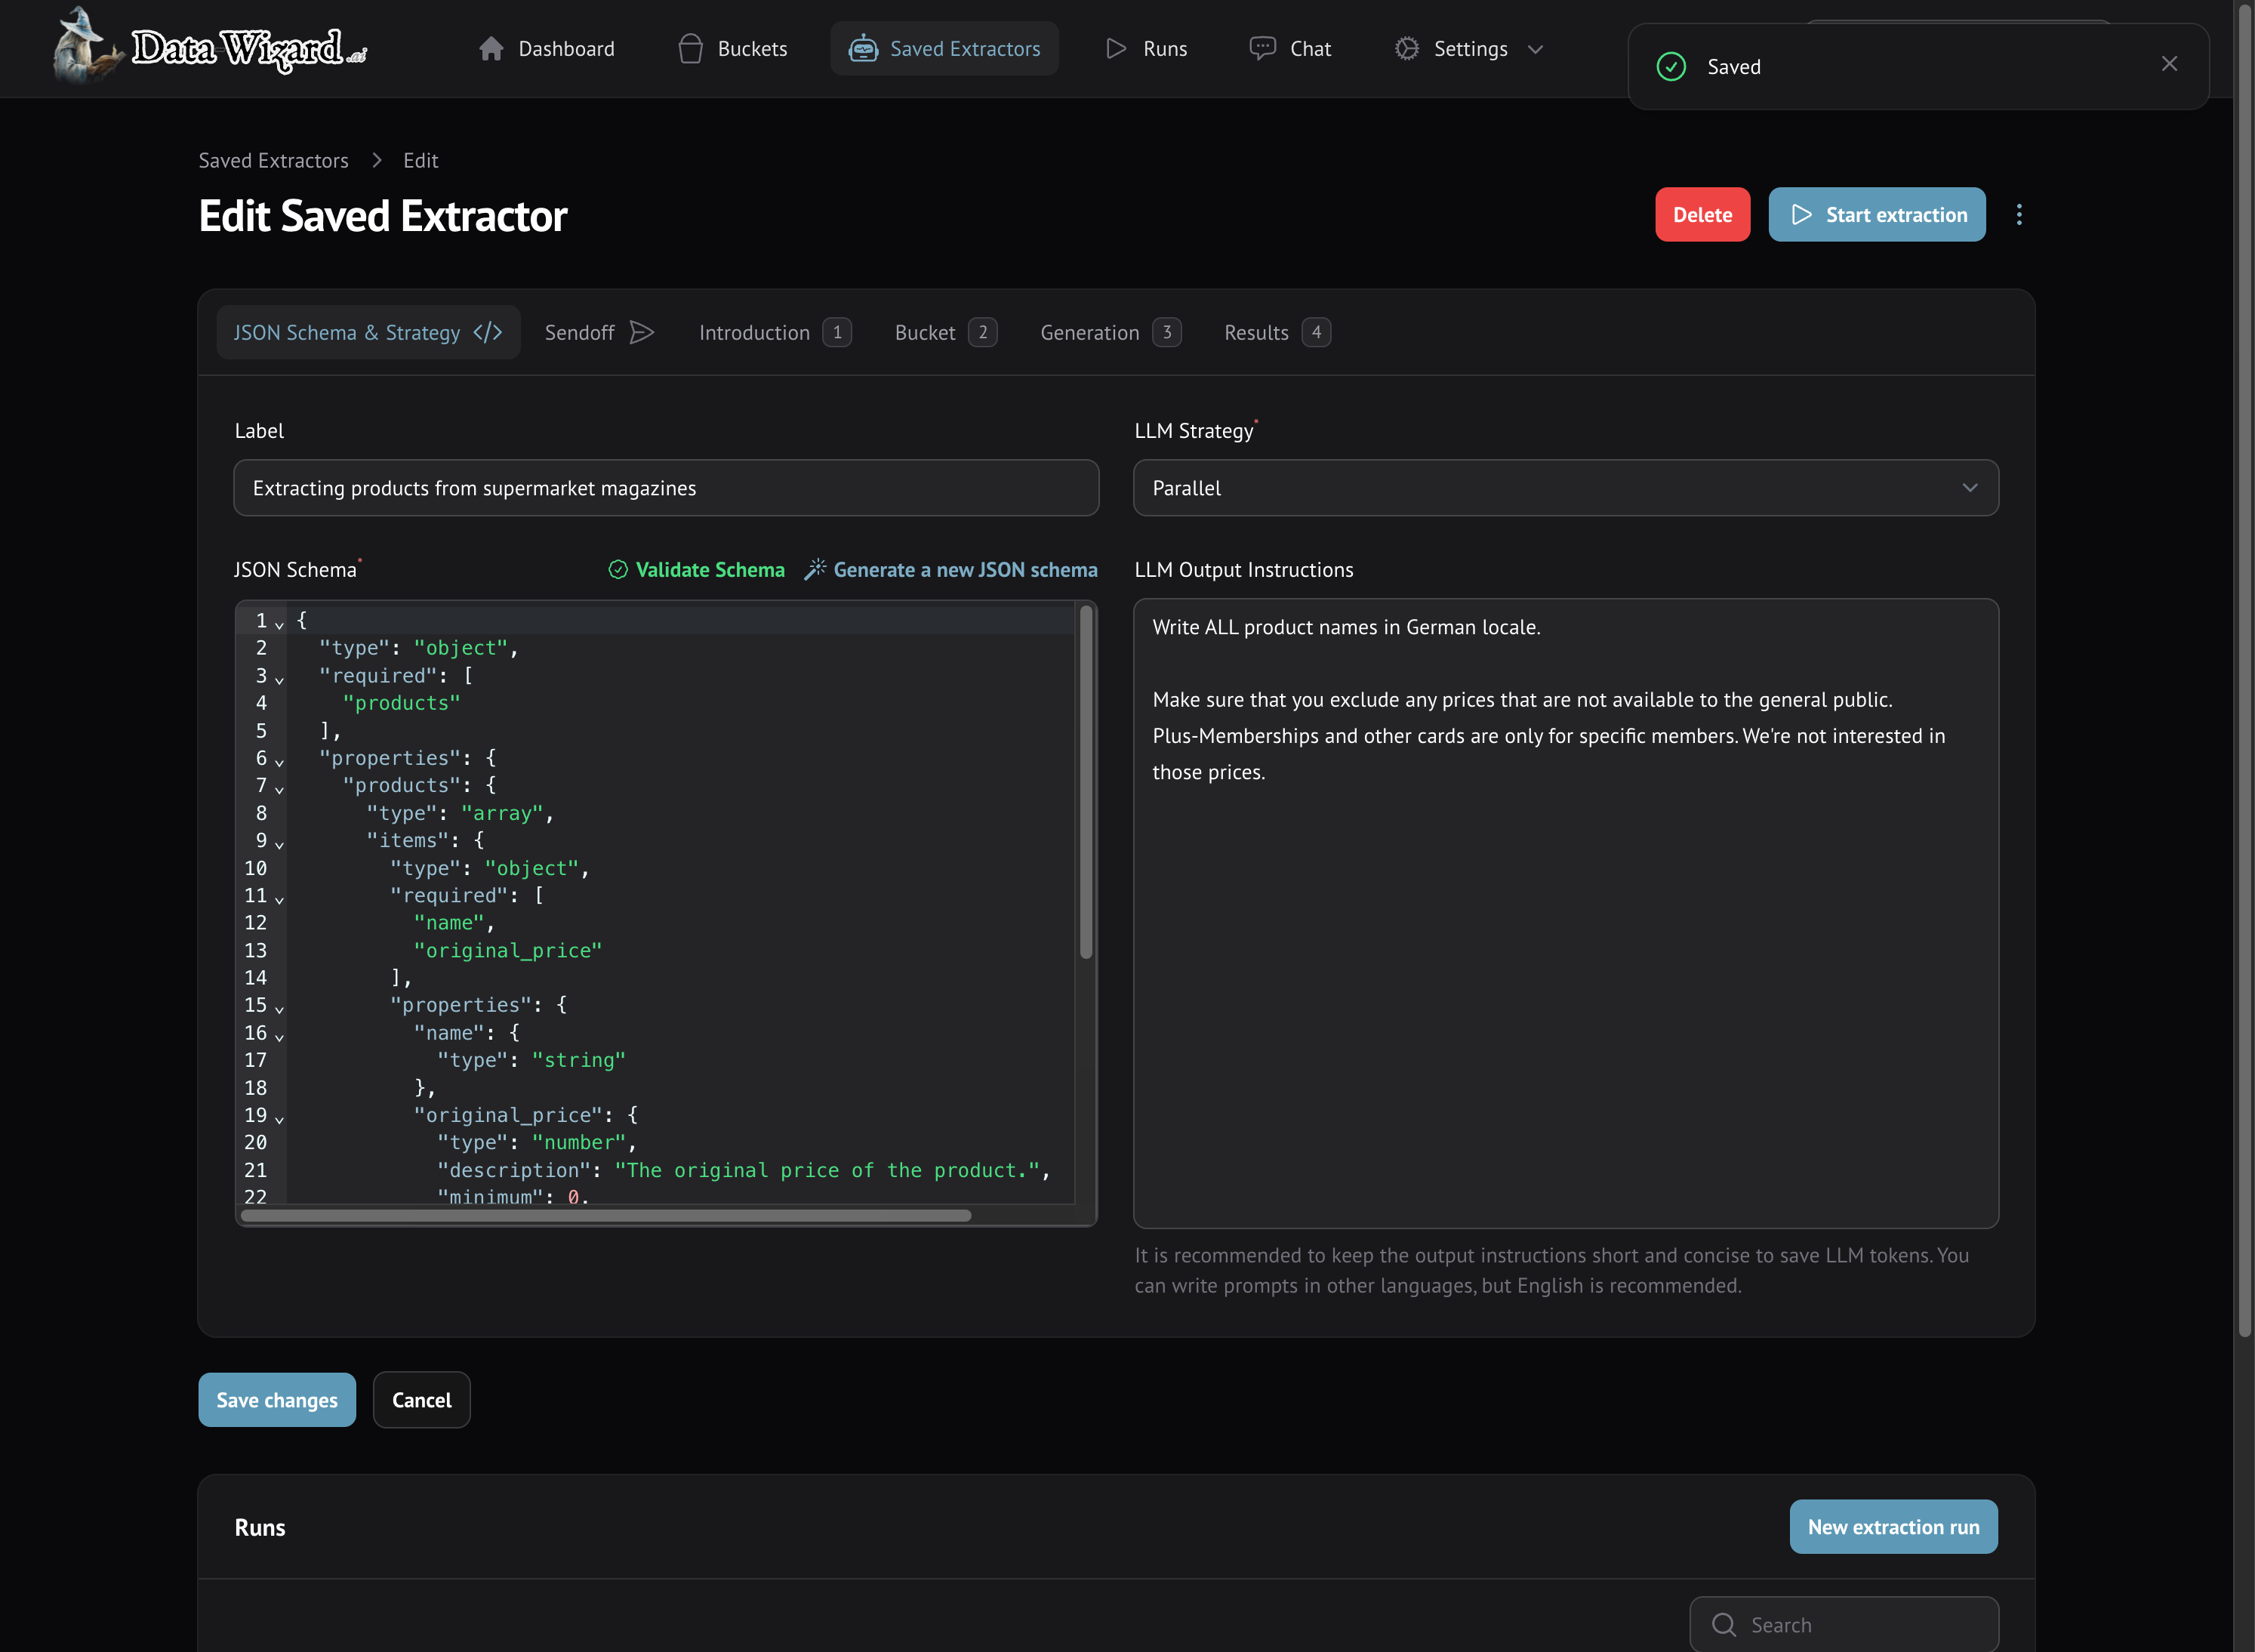 Data Wizard.ai
Dashboard
Buckets
Saved Extractors
Runs
Chat
Settings
Saved
Saved Extractors > Edit
Edit Saved Extractor
Delete
Start extraction
JSON Schema & Strategy </>
Sendoff
Introduction 1
Bucket 2
Generation 3
Results 4
Label
Extracting products from supermarket magazines
LLM Strategy*
Parallel
JSON Schema*
Validate Schema
Generate a new JSON schema
1 {
2 "type": "object",
3 "required": [
4 "products"
5 ],
6 "properties": {
7 "products": {
8 "type": "array",
9 "items": {
10 "type": "object",
11 "required": [
12 "name",
13 "original_price"
14 ],
15 "properties": {
16 "name": {
17 "type": "string"
18 },
19 "original_price": {
20 "type": "number",
21 "description": "The original price of the product.",
22 "minimum": 0,
LLM Output Instructions
Write ALL product names in German locale.
Make sure that you exclude any prices that are not available to the general public.
Plus-Memberships and other cards are only for specific members. We're not interested in
those prices.
It is recommended to keep the output instructions short and concise to save LLM tokens. You
can write prompts in other languages, but English is recommended.
Save changes
Cancel
Runs
New extraction run
Search